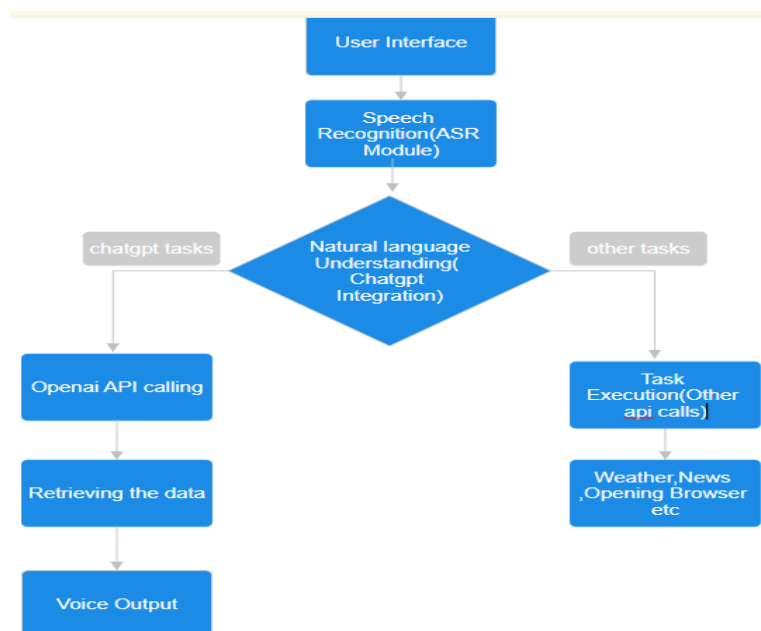 User Interface
Speech
Recognition(ASR
Module)
chatgpt tasks
Natural language
Understanding(
Chatgpt
Integration)
other tasks
Openai API calling
Task
Execution(Other
api calls)
Retrieving the data
Weather,News
,Opening Browser
etc
Voice Output